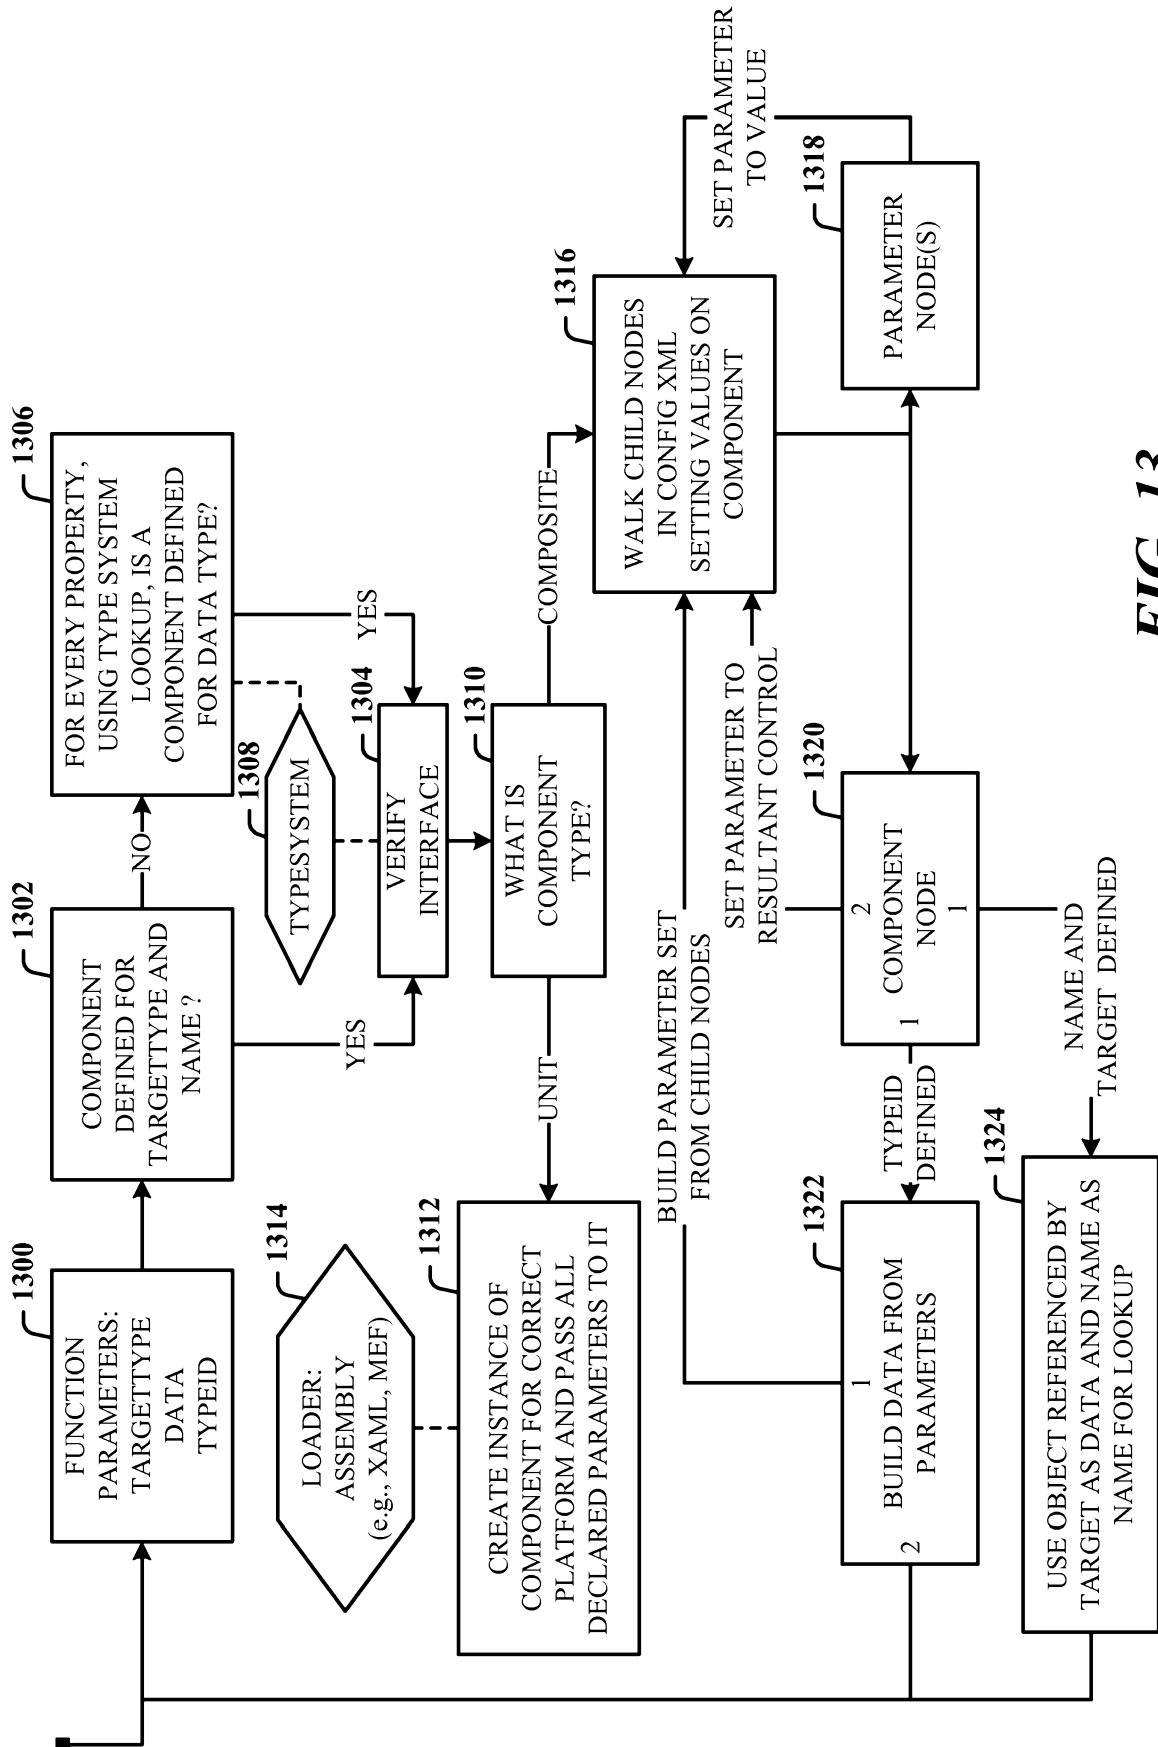 1300
FUNCTION
PARAMETERS:
TARGETTYPE
DATA
TYPEID
1302
COMPONENT
DEFINED FOR
TARGETTYPE AND
NAME ?
NO
YES
1306
FOR EVERY PROPERTY,
USING TYPE SYSTEM
LOOKUP, IS A
COMPONENT DEFINED
FOR DATA TYPE?
YES
1308
TYPESYSTEM
1304
VERIFY
INTERFACE
1310
WHAT IS
COMPONENT
TYPE?
UNIT
COMPOSITE
1314
LOADER:
ASSEMBLY
(e.g., XAML, MEF)
1312
CREATE INSTANCE OF
COMPONENT FOR CORRECT
PLATFORM AND PASS ALL
DECLARED PARAMETERS TO IT
1316
WALK CHILD NODES
IN CONFIG XML
SETTING VALUES ON
COMPONENT
SET PARAMETER
TO VALUE
BUILD PARAMETER SET
FROM CHILD NODES
SET PARAMETER TO
RESULTANT CONTROL
1318
PARAMETER
NODE(S)
1320
2
COMPONENT
NODE
1
1
TYPEID
DEFINED
NAME AND
TARGET DEFINED
1322
1
BUILD DATA FROM
PARAMETERS
2
1324
USE OBJECT REFERENCED BY
TARGET AS DATA AND NAME AS
NAME FOR LOOKUP
FIG. 13